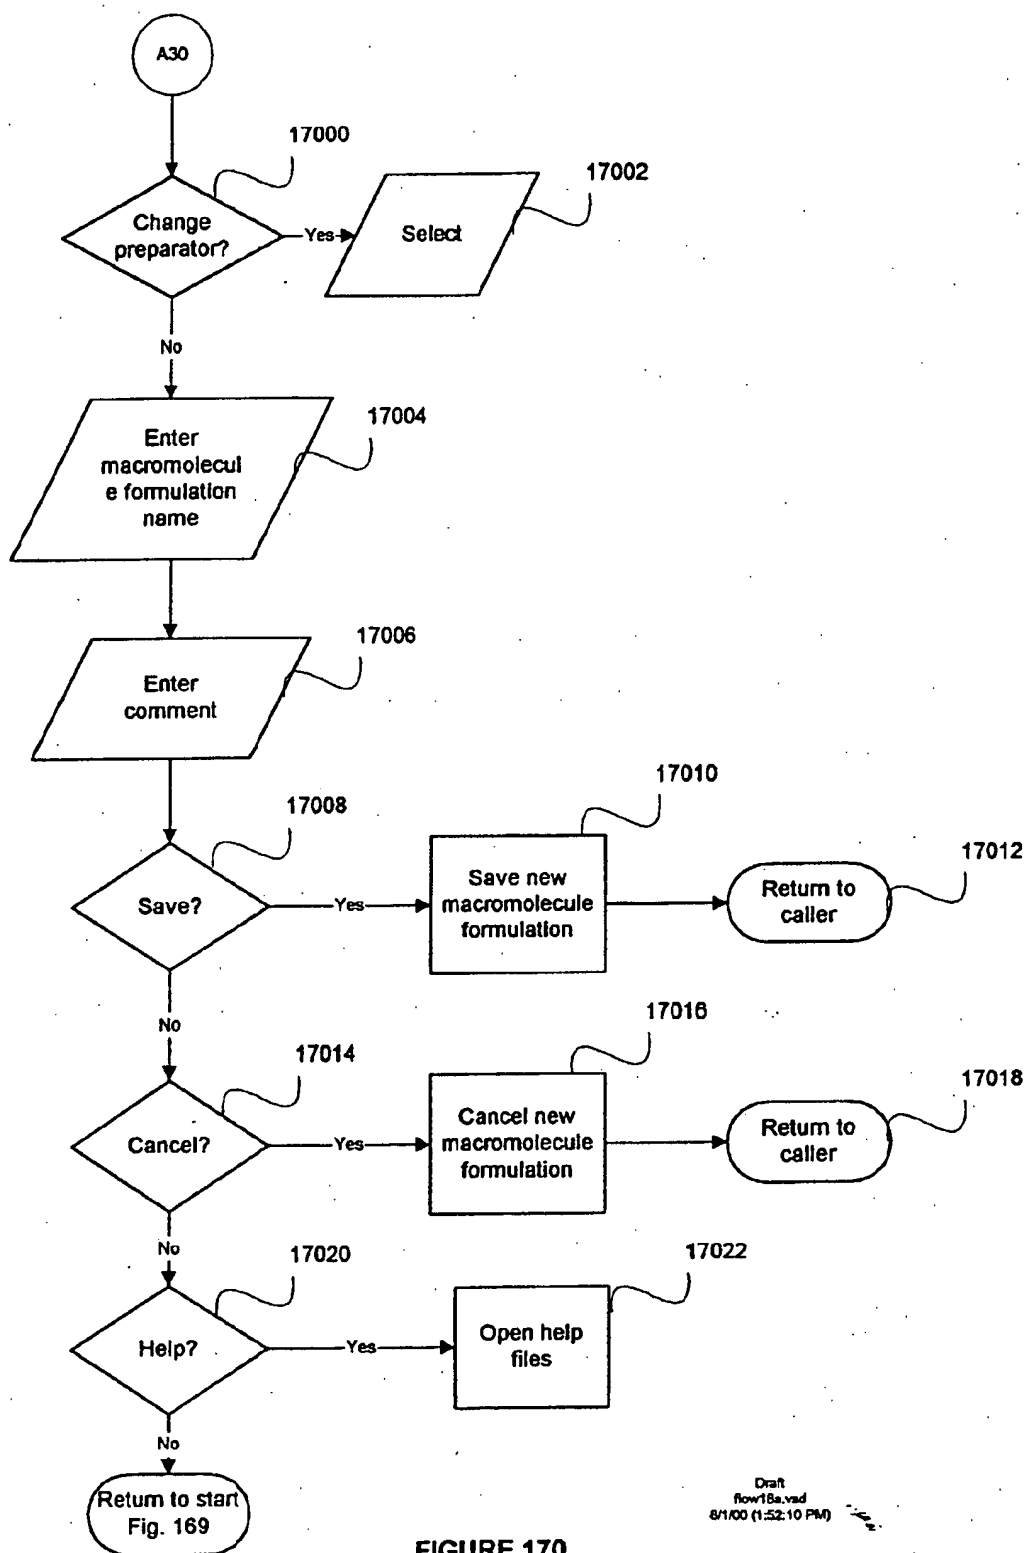 A30
17000
Change
preparator?
Yes
17002
Select
No
17004
Enter
macromolecul
e formulation
name
17006
Enter
comment
17008
Save?
Yes
17010
Save new
macromolecule
formulation
17012
Return to
caller
No
17014
Cancel?
Yes
17016
Cancel new
macromolecule
formulation
17018
Return to
caller
No
17020
Help?
Yes
17022
Open help
files
No
Return to start
Fig. 169
Draft
flow18a.vsd
8/1/00 (1:52:10 PM)
FIGURE 170